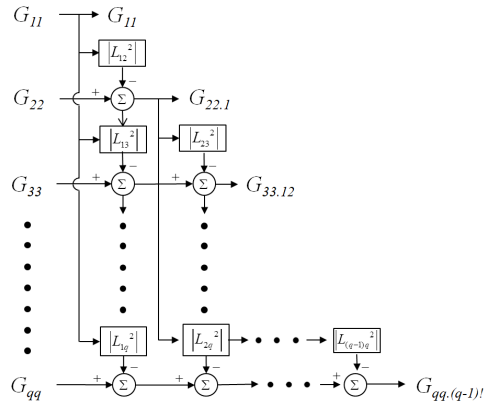 G₁₁ G₁₁
|L₁₂²|
−
G₂₂ + Σ G₂₂.₁
|L₁₃²| |L₂₃²|
− −
G₃₃ + Σ + Σ G₃₃.₁₂
|L₁q²| |L₂q²| |L₍q₋₁₎q²|
− − −
Gqq + Σ + Σ + Σ Gqq.(q-1)!